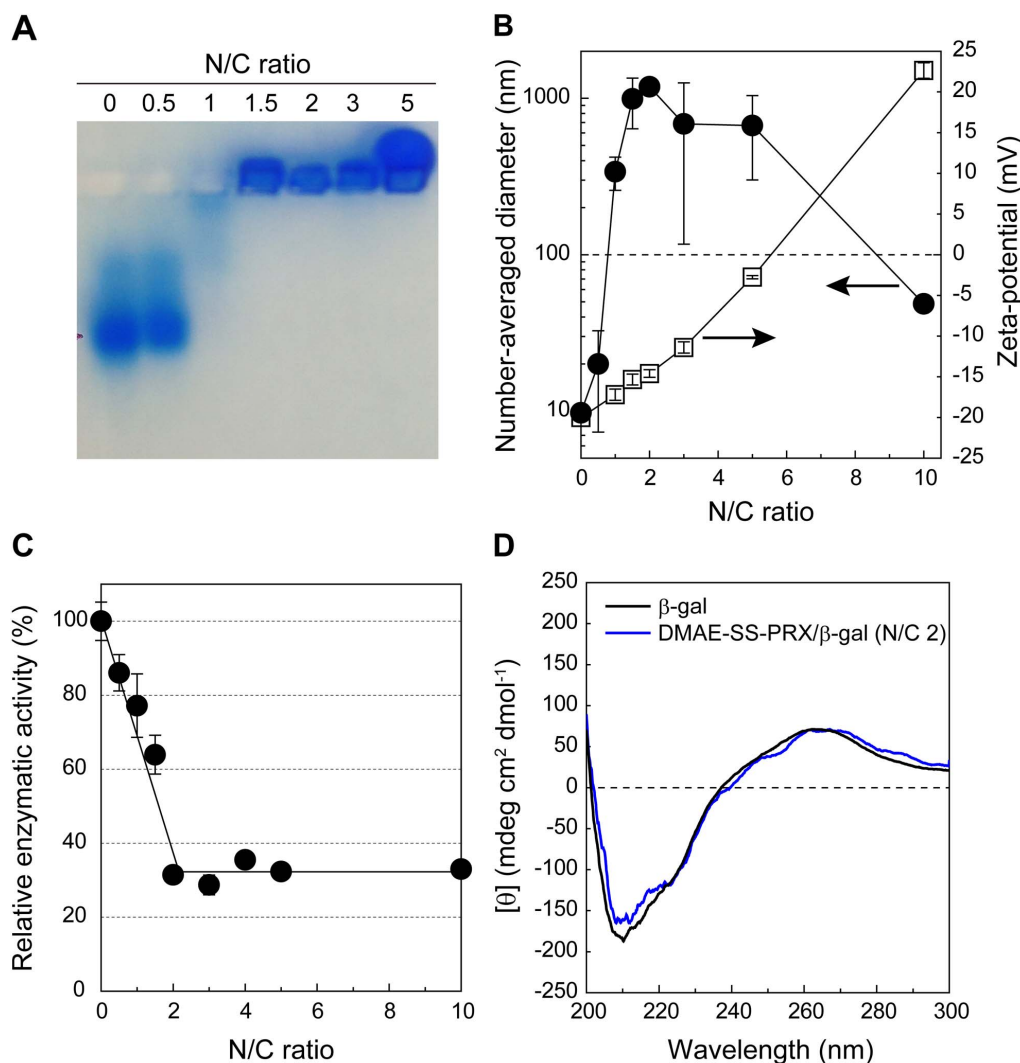 A
N/C ratio
0 0.5 1 1.5 2 3 5
B
Number-averaged diameter (nm)
1000
100
10
25
20
15
10
5
0
-5
-10
-15
-20
-25
Zeta-potential (mV)
0 2 4 6 8 10
N/C ratio
C
Relative enzymatic activity (%)
100
80
60
40
20
0
0 2 4 6 8 10
N/C ratio
D
β-gal
DMAE-SS-PRX/β-gal (N/C 2)
[θ] (mdeg cm² dmol⁻¹)
250
200
150
100
50
0
-50
-100
-150
-200
-250
200 220 240 260 280 300
Wavelength (nm)